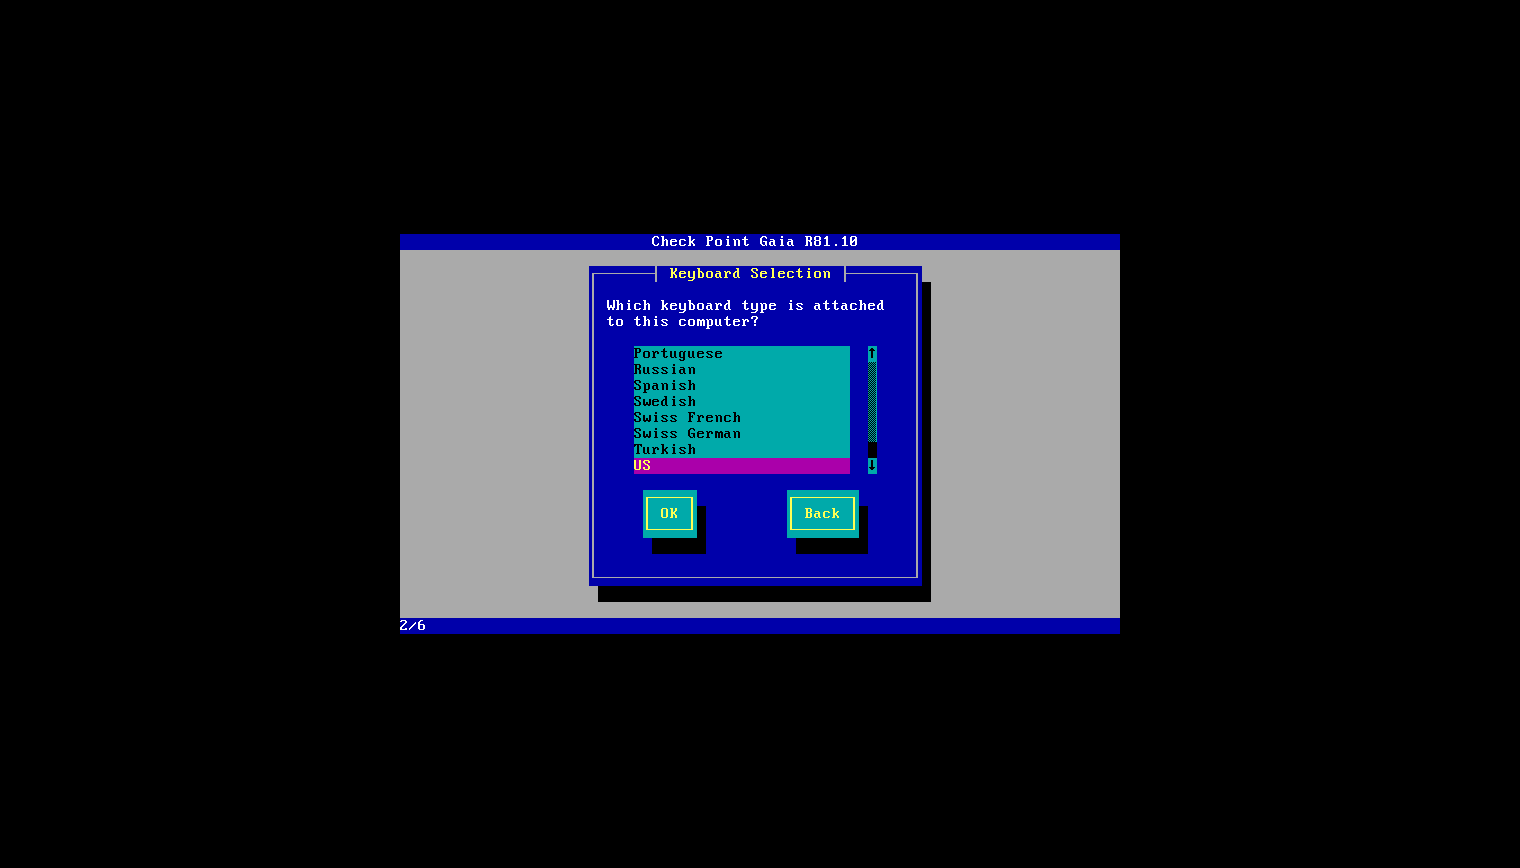 Check Point Gaia R81.10
Keyboard Selection
Which keyboard type is attached
to this computer?
Portuguese
Russian
Spanish
Swedish
Swiss French
Swiss German
Turkish
US
OK Back
2/6